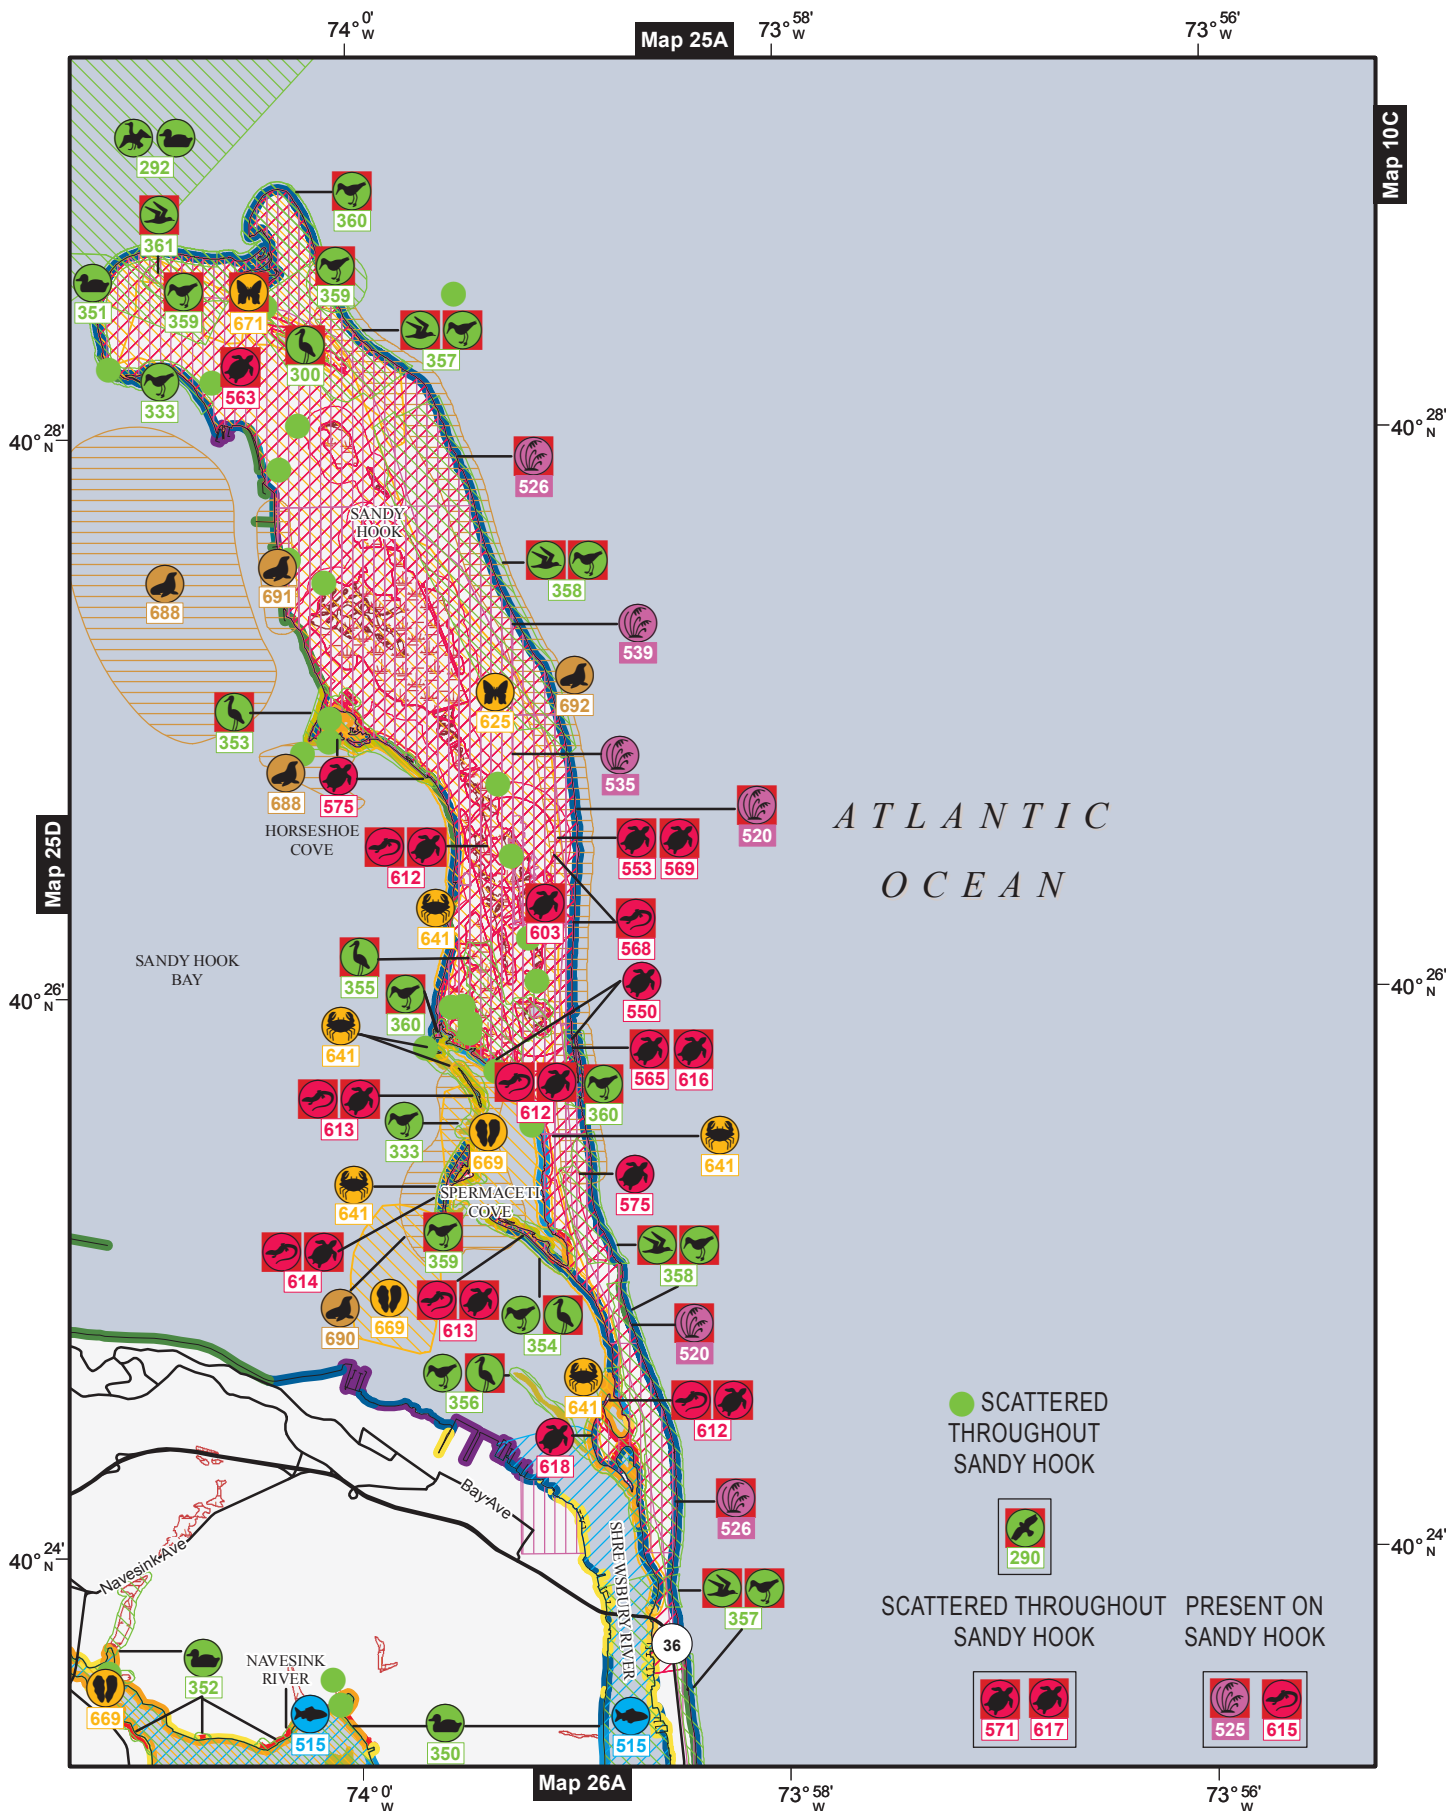 74° 0' W
73° 58' W
73° 56' W
Map 25A
Map 10C
292
360
361
351
359
671
359
357
300
563
333
40° 28' N
40° 28' N
526
SANDY
HOOK
358
691
688
539
692
625
353
535
688
575
520
ATLANTIC
OCEAN
HORSESHOE
COVE
Map 25D
612
553
569
603
641
568
SANDY HOOK
BAY
355
360
550
40° 26' N
40° 26' N
641
565
616
613
612
360
333
669
641
575
641
SPERMACETI
COVE
359
614
358
690
669
613
354
520
356
641
612
SCATTERED
THROUGHOUT
SANDY HOOK
618
Bay Ave
526
290
SHREWSBURY RIVER
Navesink Ave
40° 24' N
40° 24' N
357
SCATTERED THROUGHOUT
SANDY HOOK
PRESENT ON
SANDY HOOK
36
NAVESINK
RIVER
352
669
515
350
515
571
617
525
615
Map 26A
74° 0' W
73° 58' W
73° 56' W